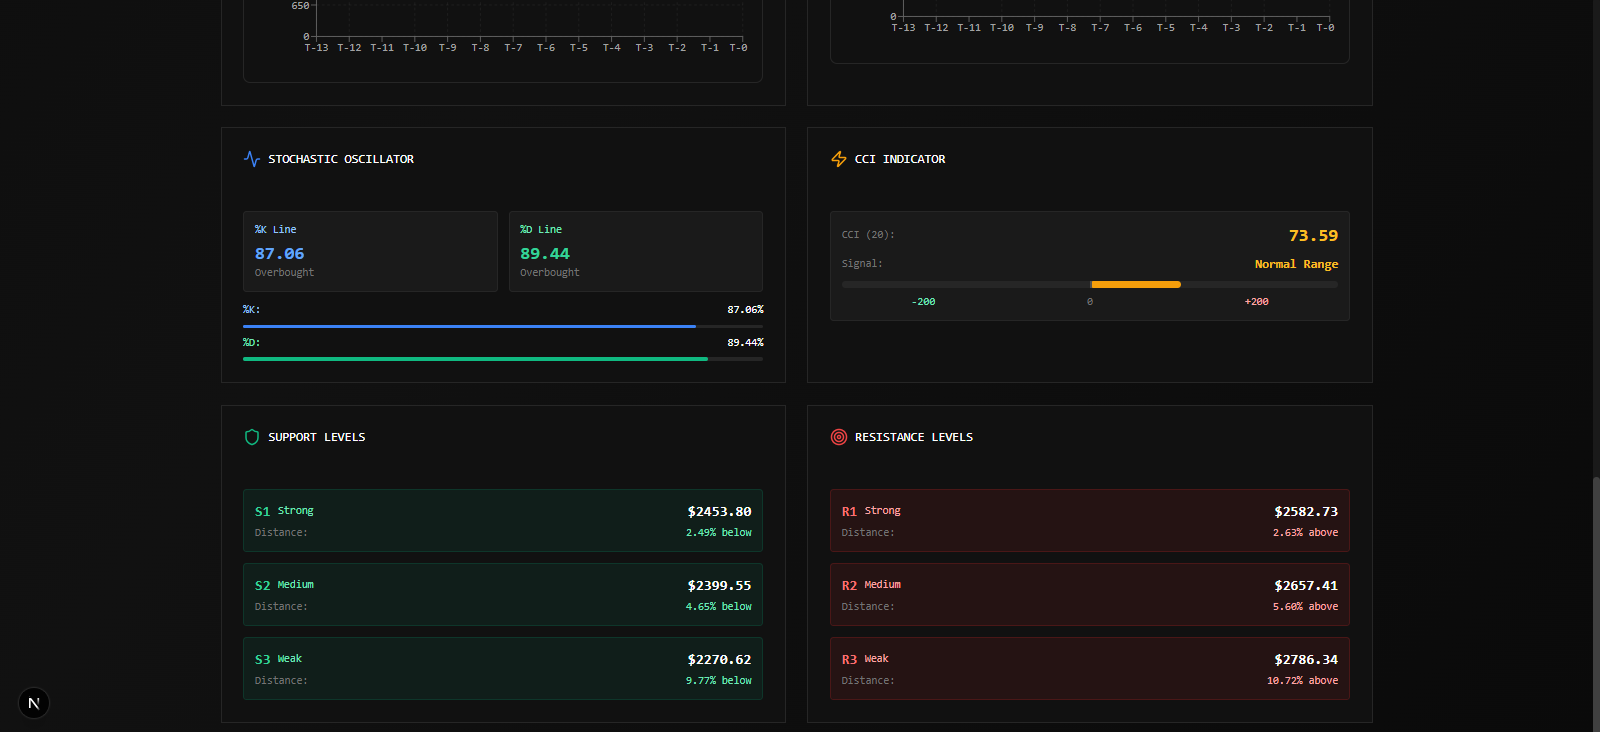 650
0
T-13 T-12 T-11 T-10 T-9 T-8 T-7 T-6 T-5 T-4 T-3 T-2 T-1 T-0
0
T-13 T-12 T-11 T-10 T-9 T-8 T-7 T-6 T-5 T-4 T-3 T-2 T-1 T-0
STOCHASTIC OSCILLATOR
%K Line
87.06
Overbought
%D Line
89.44
Overbought
%K: 87.06%
%D: 89.44%
CCI INDICATOR
CCI (20): 73.59
Signal: Normal Range
-200 0 +200
SUPPORT LEVELS
S1 Strong $2453.80
Distance: 2.49% below
S2 Medium $2399.55
Distance: 4.65% below
S3 Weak $2270.62
Distance: 9.77% below
RESISTANCE LEVELS
R1 Strong $2582.73
Distance: 2.63% above
R2 Medium $2657.41
Distance: 5.60% above
R3 Weak $2786.34
Distance: 10.72% above
N